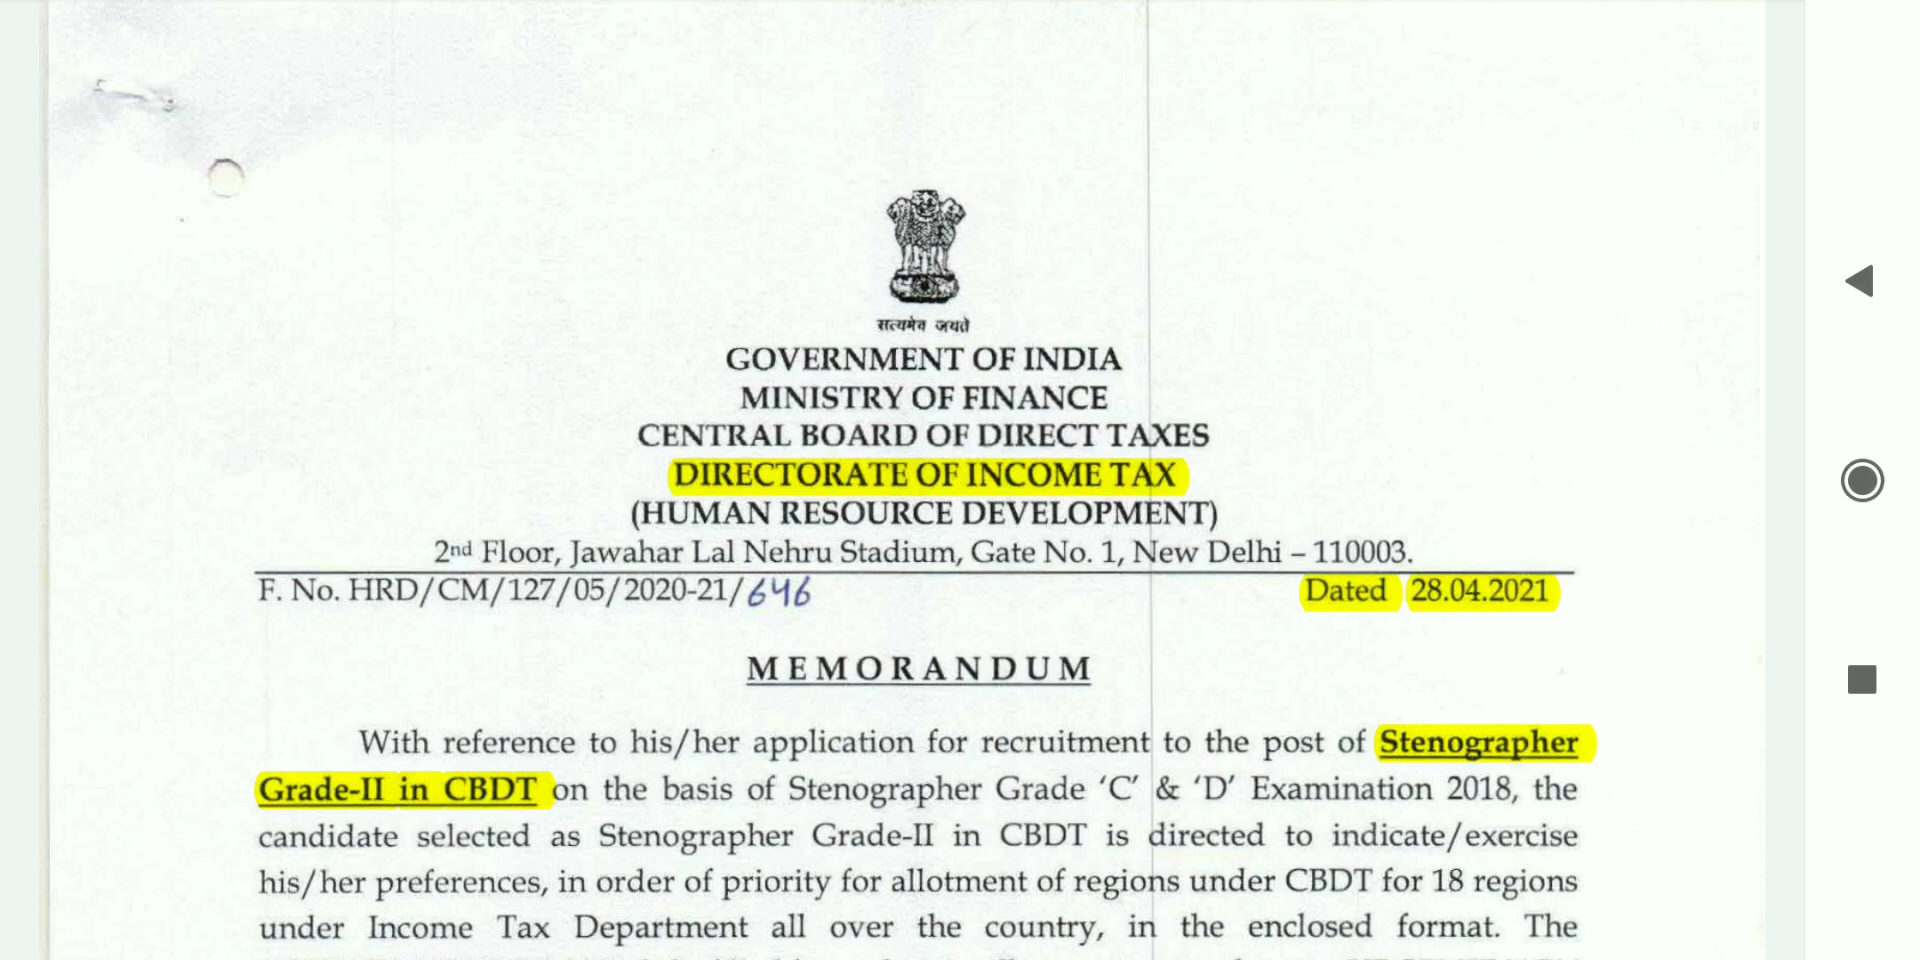 सत्यमेव जयते
GOVERNMENT OF INDIA
MINISTRY OF FINANCE
CENTRAL BOARD OF DIRECT TAXES
DIRECTORATE OF INCOME TAX
(HUMAN RESOURCE DEVELOPMENT)
2nd Floor, Jawahar Lal Nehru Stadium, Gate No. 1, New Delhi – 110003.
F. No. HRD/CM/127/05/2020-21/646 Dated 28.04.2021
MEMORANDUM
With reference to his/her application for recruitment to the post of Stenographer
Grade-II in CBDT on the basis of Stenographer Grade ‘C’ & ‘D’ Examination 2018, the
candidate selected as Stenographer Grade-II in CBDT is directed to indicate/exercise
his/her preferences, in order of priority for allotment of regions under CBDT for 18 regions
under Income Tax Department all over the country, in the enclosed format. The